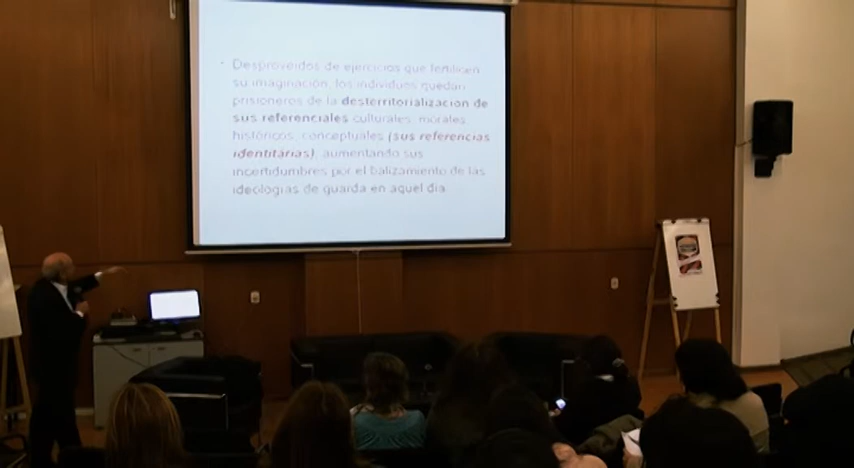 Desproveidos de ejercicios que fertilicen
su imaginación, los individuos quedan
prisioneros de la desterritorialización de
sus referenciales culturales, morales,
históricos, conceptuales (sus referencias
identitarias), aumentando sus
incertidumbres por el balizamiento de las
ideologías de guarda en aquel día.